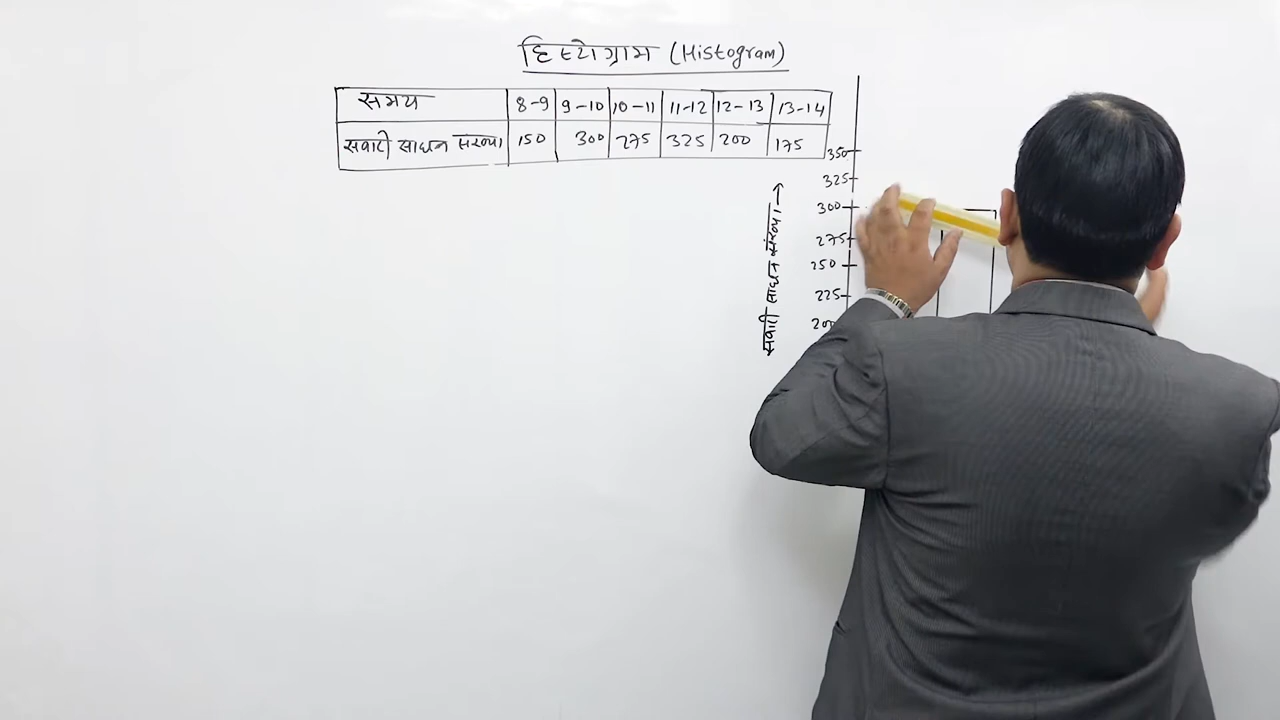 हिस्टोग्राम (Histogram)
समय 8-9 9-10 10-11 11-12 12-13 13-14
सवारी साधन संख्या 150 300 275 325 200 175
350
325
300
275
250
225
200
सवारी साधन संख्या →